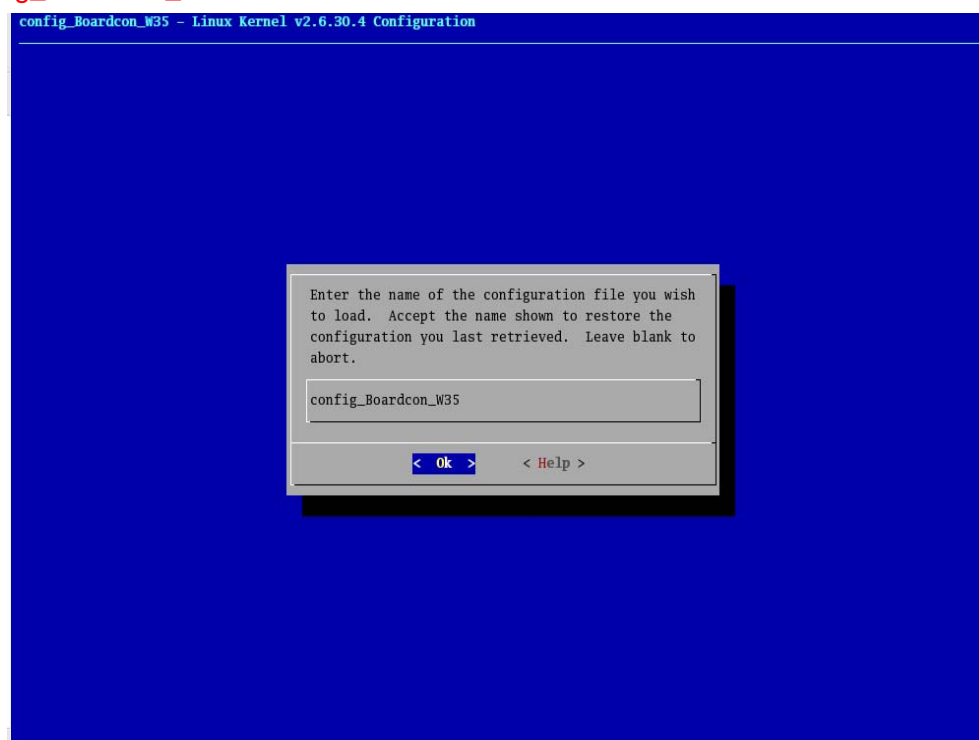 config_Boardcon_W35 – Linux Kernel v2.6.30.4 Configuration
Enter the name of the configuration file you wish
to load.  Accept the name shown to restore the
configuration you last retrieved.  Leave blank to
abort.
config_Boardcon_W35
< Ok >  < Help >